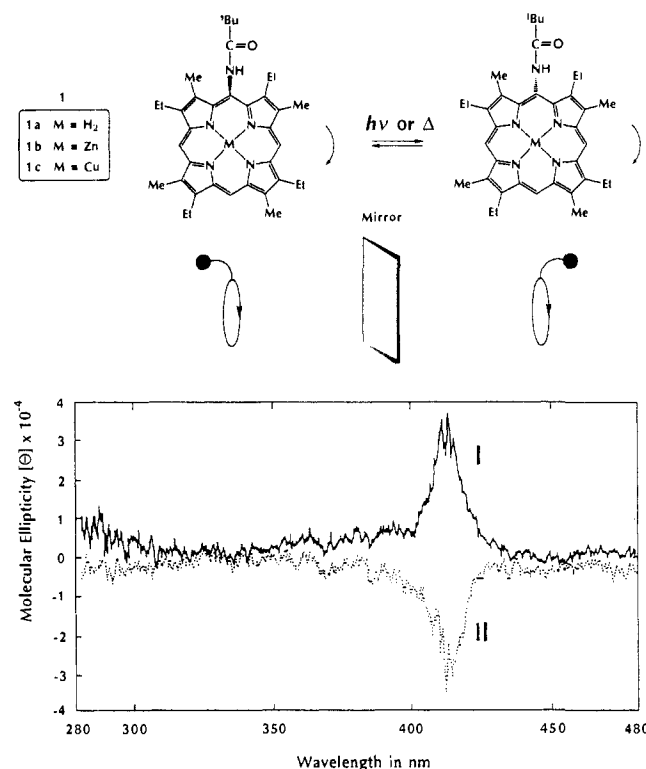 ᵗBu
C=O
NH
Me
Et
Et
Me
N
N
M
N
N
Me
Et
Et
Me
1
1a M = H₂
1b M = Zn
1c M = Cu
hν or Δ
ᵗBu
C=O
NH
Me
Et
Et
Me
N
N
M
N
N
Me
Et
Et
Me
Mirror
Molecular Ellipticity [Θ] x 10⁻⁴
4
3
2
1
0
-1
-2
-3
-4
I
II
280
300
350
400
450
480
Wavelength in nm